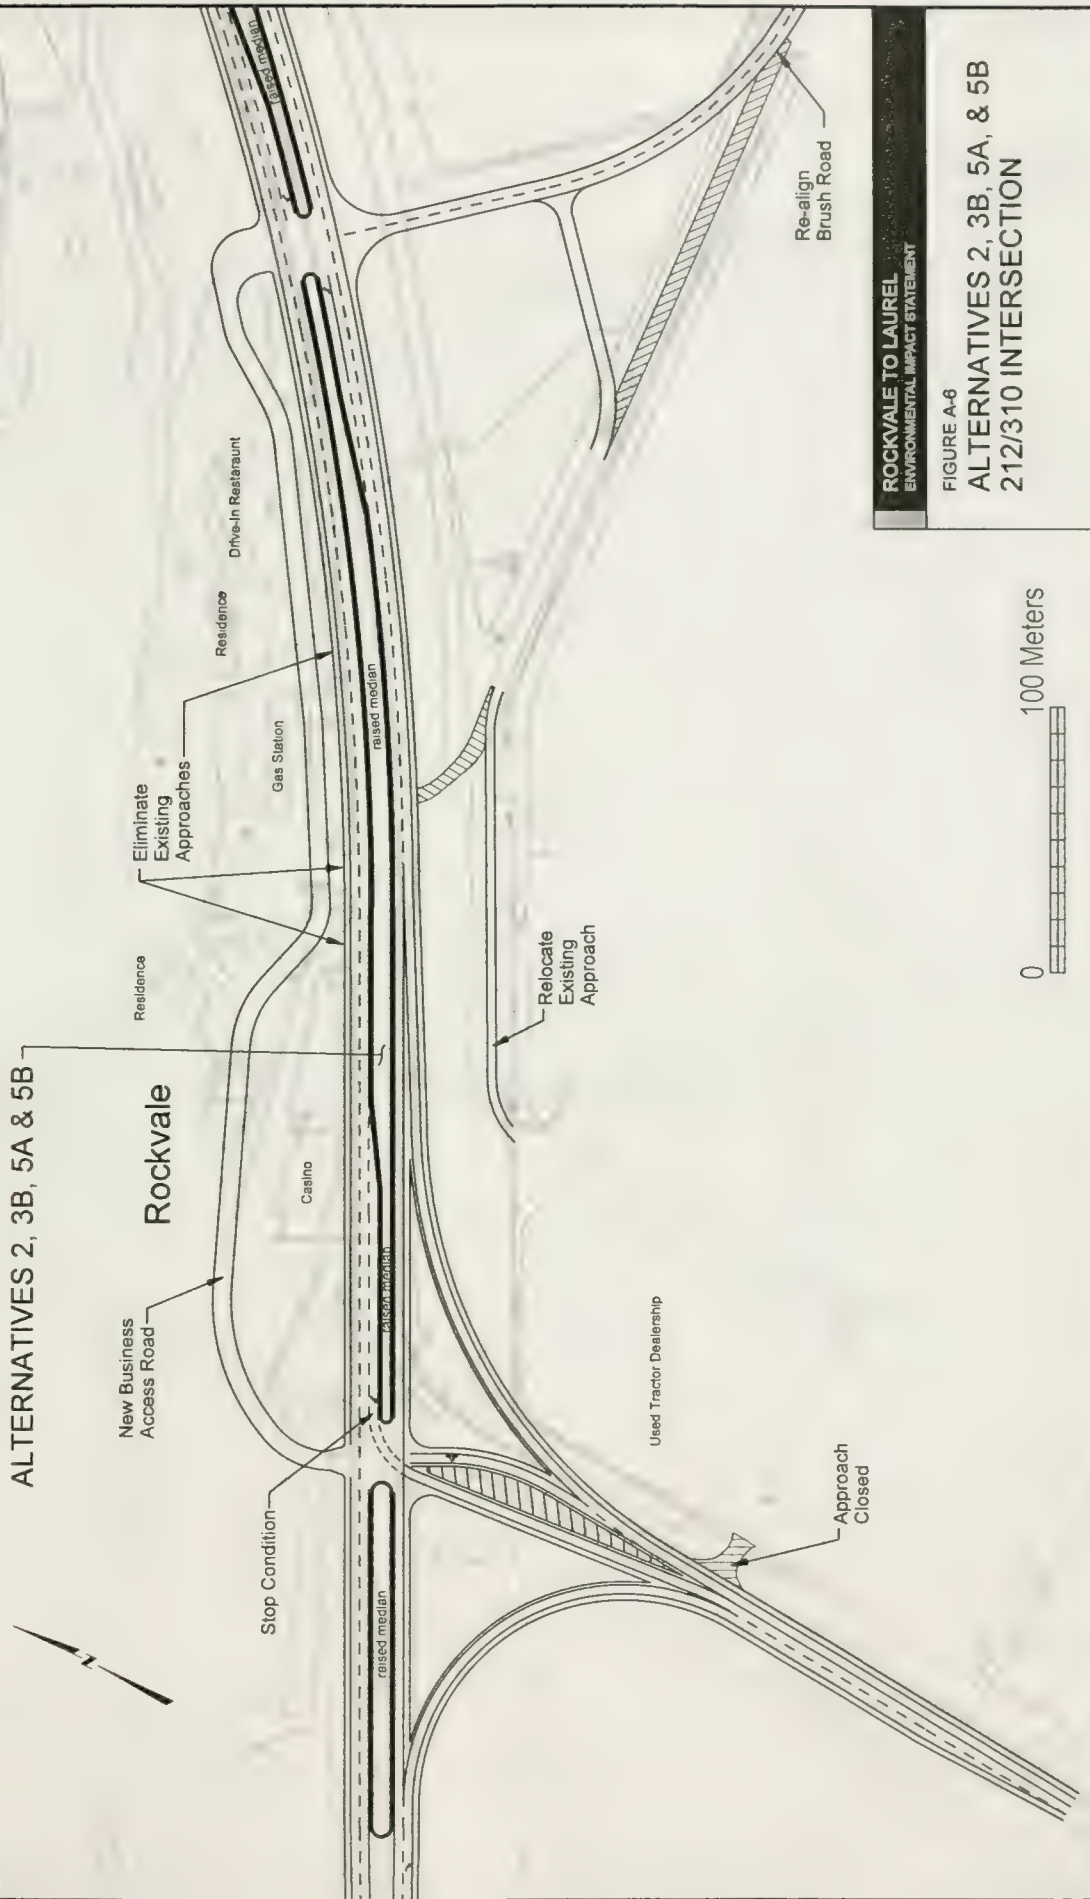 ALTERNATIVES 2, 3B, 5A & 5B
Rockvale
New Business
Access Road
Stop Condition
Residence
Casino
Eliminate
Existing
Approaches
Gas Station
Residence
Drive-In Restaraunt
raised median
raised median
raised median
raised median
Relocate
Existing
Approach
Used Tractor Dealership
Approach
Closed
Re-align
Brush Road
N
0
100 Meters
ROCKVALE TO LAUREL
ENVIRONMENTAL IMPACT STATEMENT
FIGURE A-6
ALTERNATIVES 2, 3B, 5A, & 5B
212/310 INTERSECTION